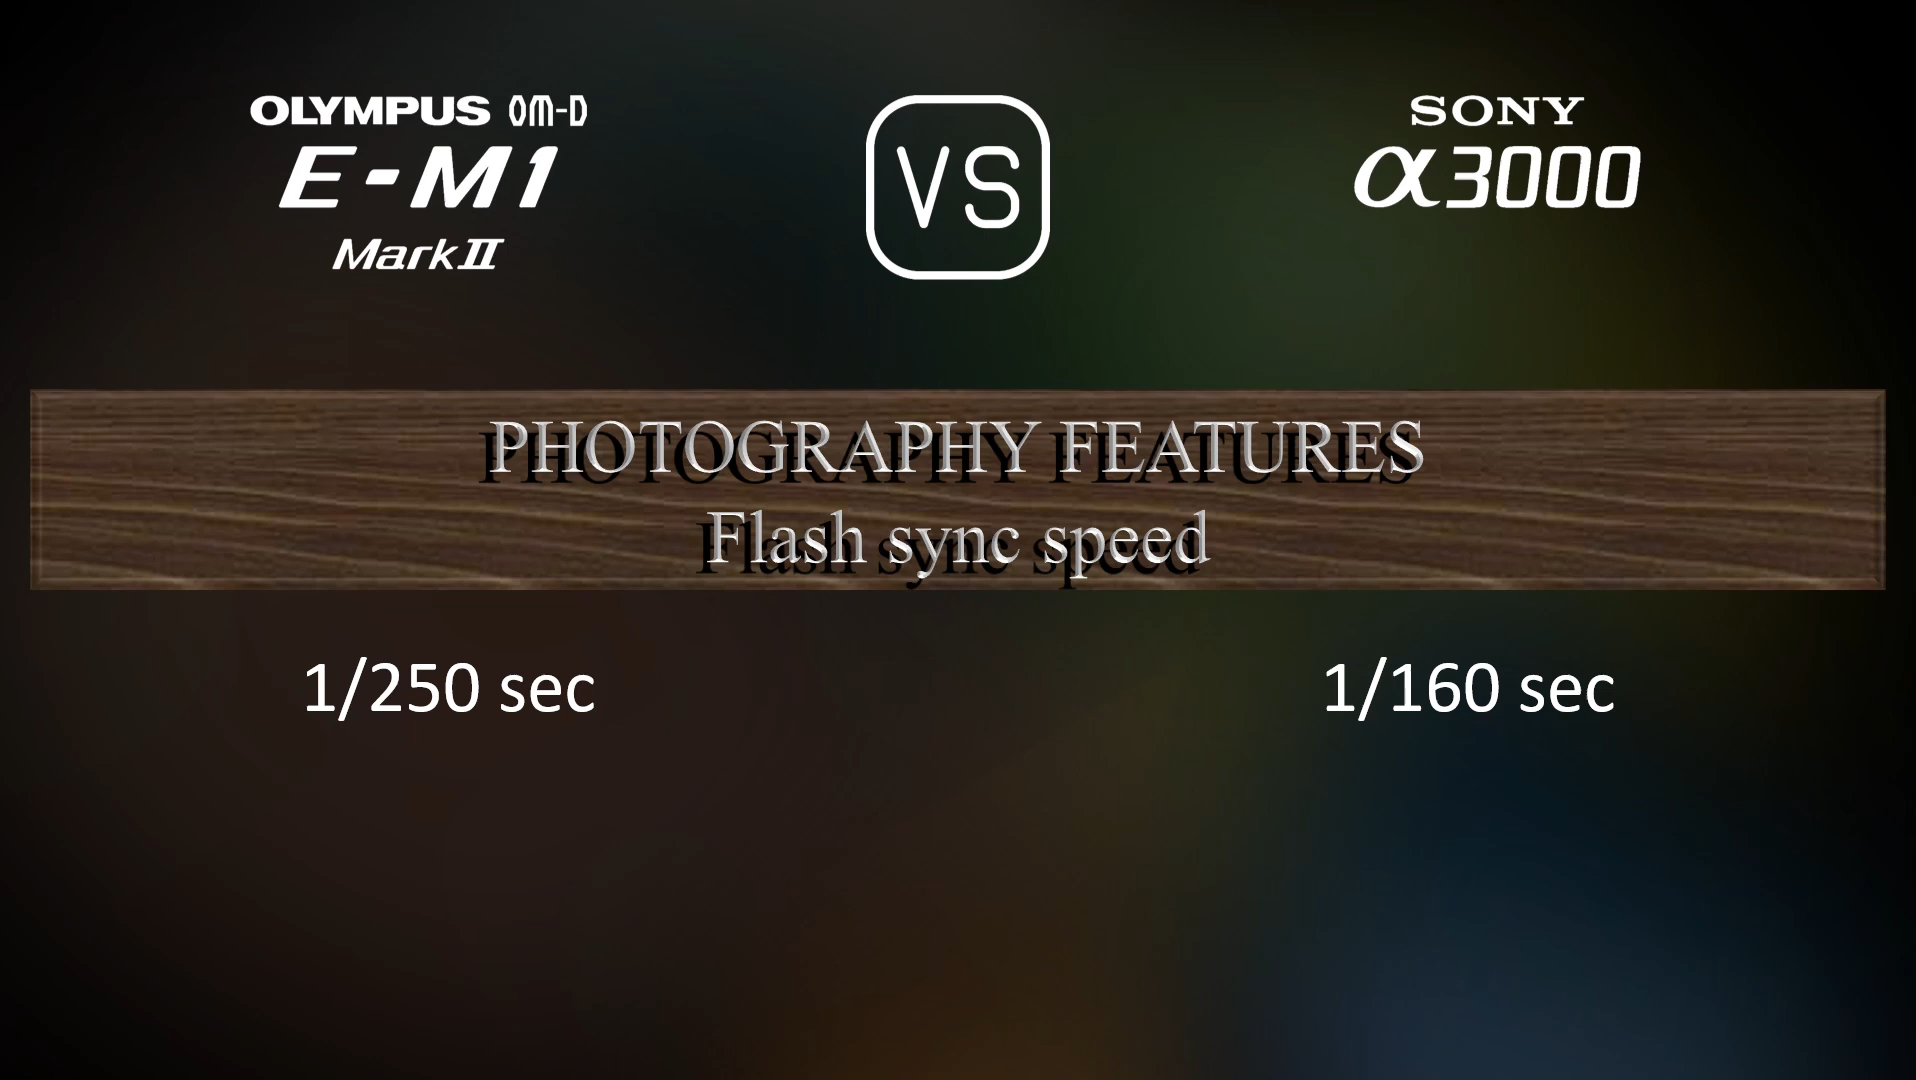 OLYMPUS OM-D
E-M1
Mark II
VS
SONY
α3000
PHOTOGRAPHY FEATURES
Flash sync speed
1/250 sec
1/160 sec